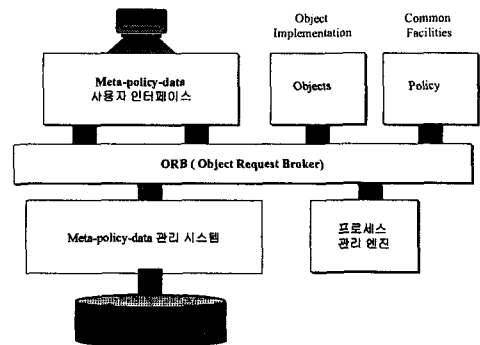 Object
Implementation
Common
Facilities
Meta-policy-data
사용자 인터페이스
Objects
Policy
ORB ( Object Request Broker)
Meta-policy-data 관리 시스템
프로세스
관리 엔진